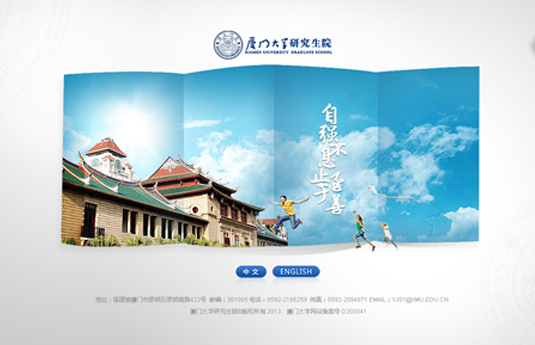 厦门大学研究生院
XIAMEN UNIVERSITY GRADUATE SCHOOL
自强不息
止于至善
中 文
ENGLISH
地址：福建省厦门市思明区思明南路422号 邮编：361005 电话：0592-2186259 传真：0592-2094971 EMAIL：YJSY@XMU.EDU.CN
厦门大学研究生院©版权所有 2013 厦门大学网站备案号 D200041